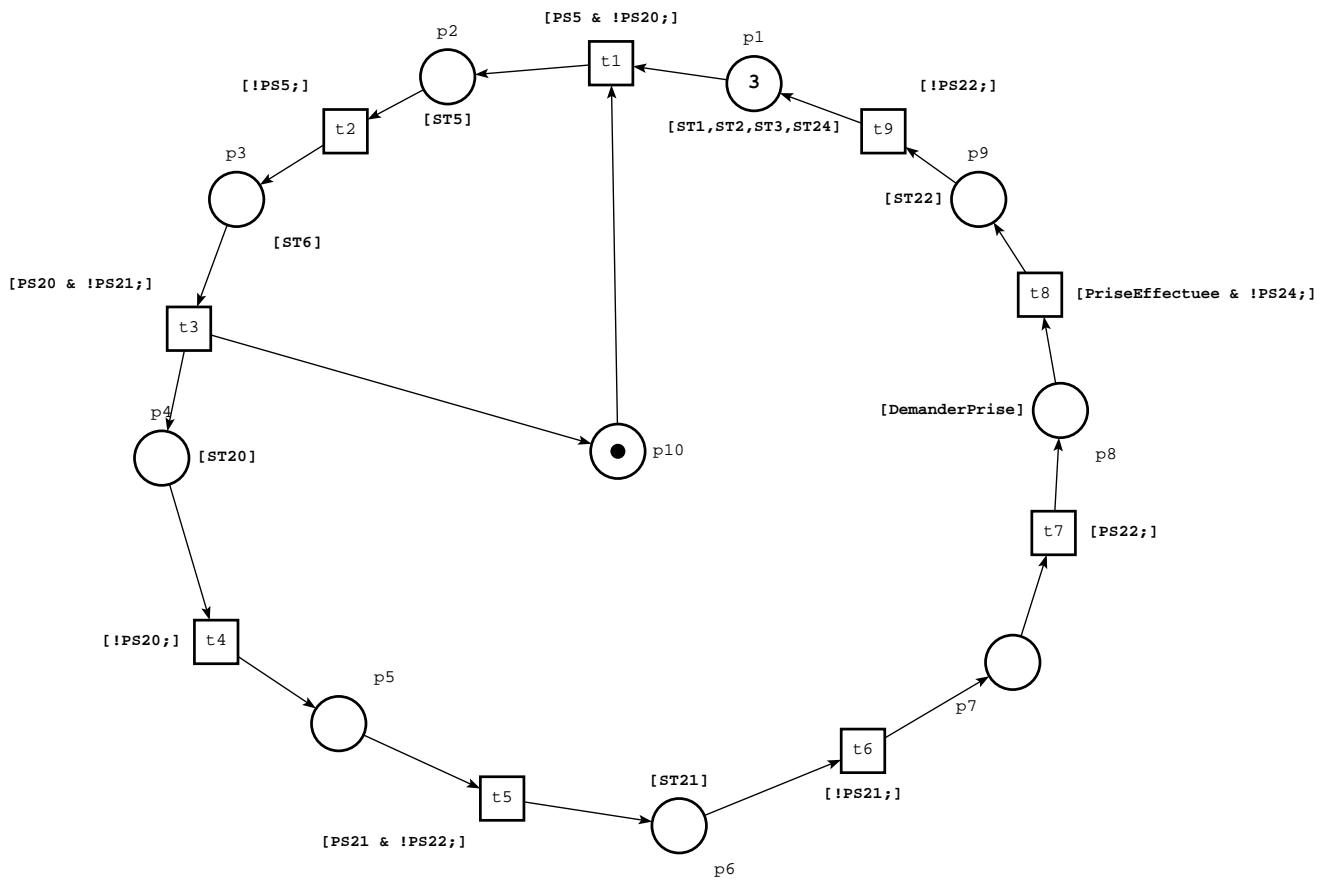 [PS5 & !PS20;]
p2
p1
t1
[!PS5;]
3
[!PS22;]
[ST5]
[ST1,ST2,ST3,ST24]
t2
t9
p3
p9
[ST22]
[ST6]
[PS20 & !PS21;]
t8
[PriseEffectuee & !PS24;]
t3
p4
[DemanderPrise]
[ST20]
p10
p8
t7
[PS22;]
[!PS20;]
t4
p5
p7
t6
[ST21]
t5
[!PS21;]
[PS21 & !PS22;]
p6